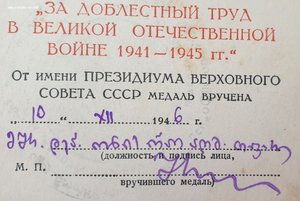 „ЗА ДОБЛЕСТНЫЙ ТРУД
В ВЕЛИКОЙ ОТЕЧЕСТВЕННОЙ
ВОЙНЕ 1941—1945 гг.“
От имени ПРЕЗИДИУМА ВЕРХОВНОГО
СОВЕТА СССР МЕДАЛЬ ВРУЧЕНА
„10“ XII 1946 г.
(должность и подпись лица,
М. П.
вручившего медаль)